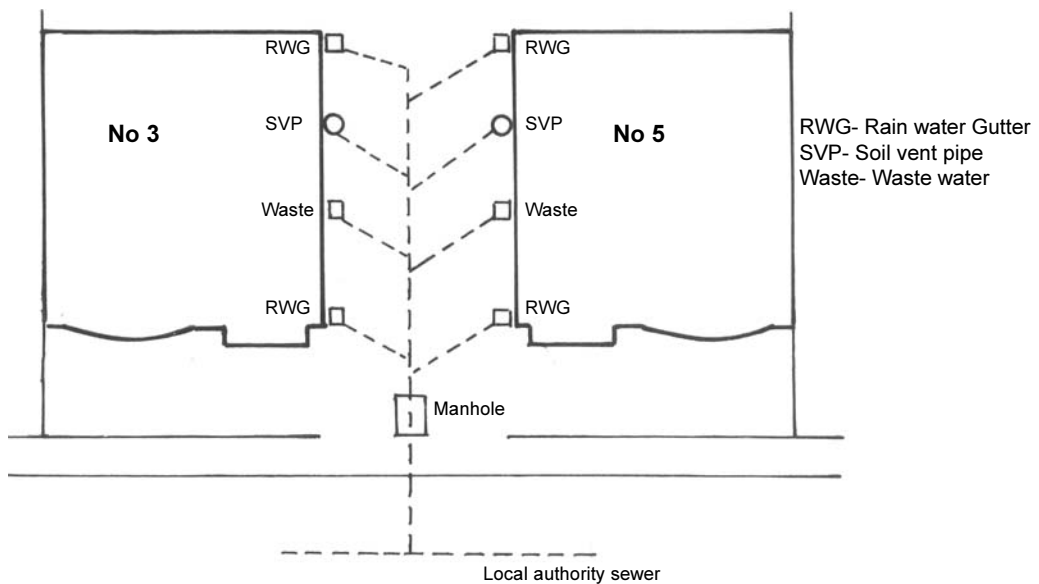 RWG
RWG
No 3
SVP
SVP
No 5
RWG- Rain water Gutter
SVP- Soil vent pipe
Waste- Waste water
Waste
Waste
RWG
RWG
Manhole
Local authority sewer